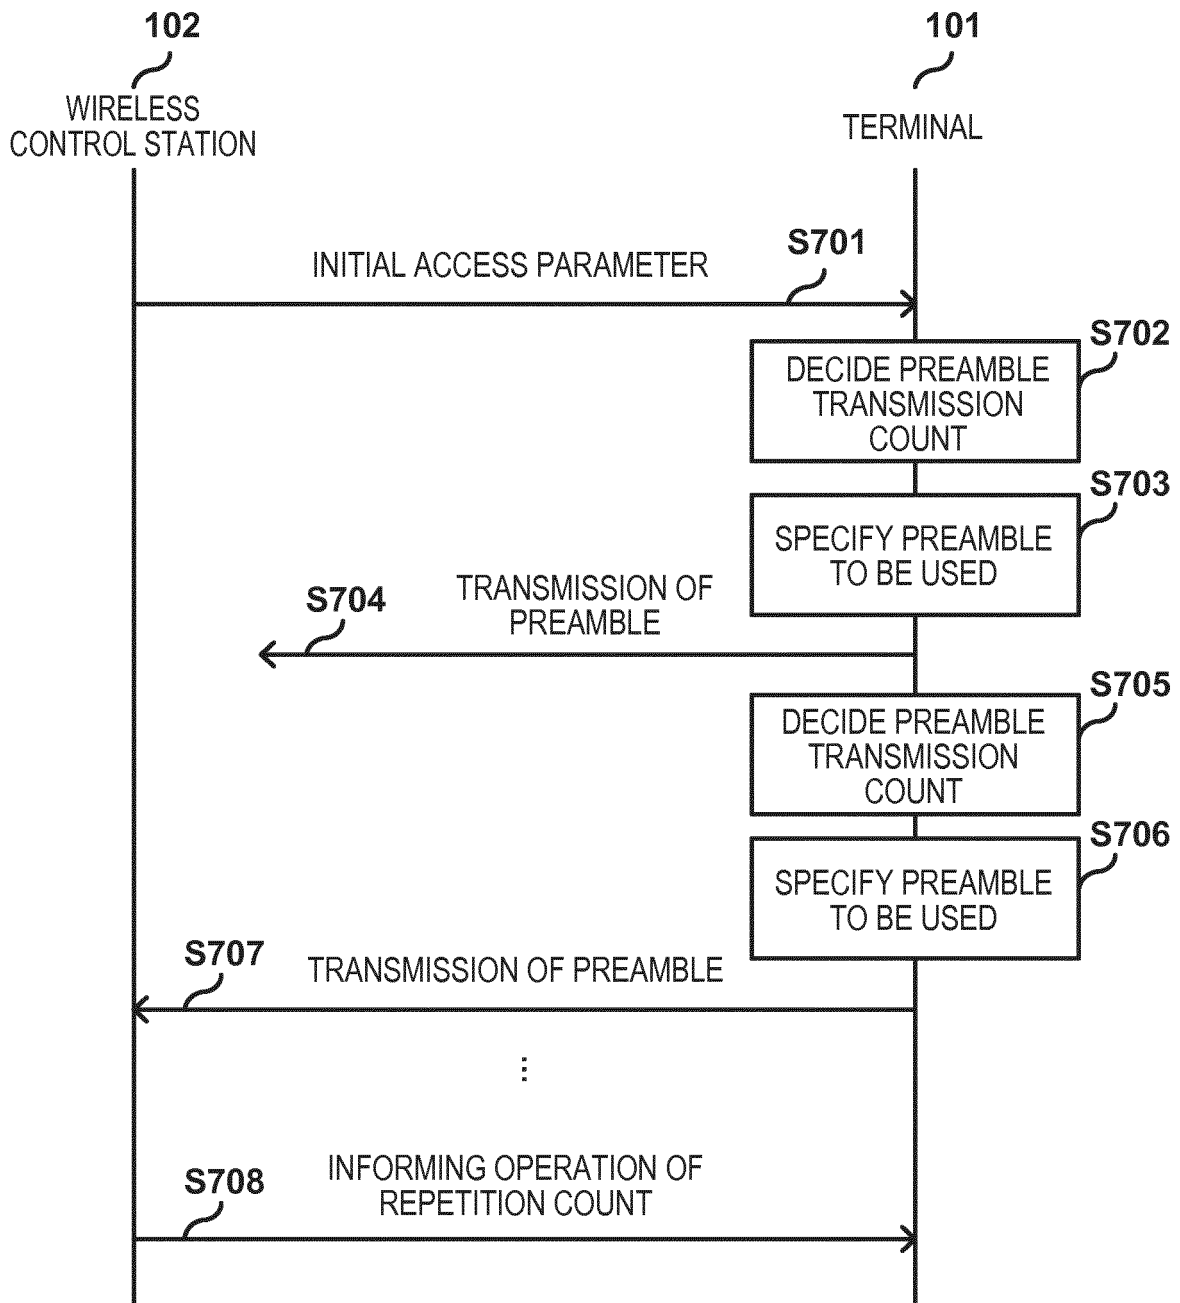 102
101
WIRELESS
CONTROL STATION
TERMINAL
S701
INITIAL ACCESS PARAMETER
S702
DECIDE PREAMBLE
TRANSMISSION
COUNT
S703
SPECIFY PREAMBLE
TO BE USED
S704
TRANSMISSION OF
PREAMBLE
S705
DECIDE PREAMBLE
TRANSMISSION
COUNT
S706
SPECIFY PREAMBLE
TO BE USED
S707
TRANSMISSION OF PREAMBLE
...
S708
INFORMING OPERATION OF
REPETITION COUNT